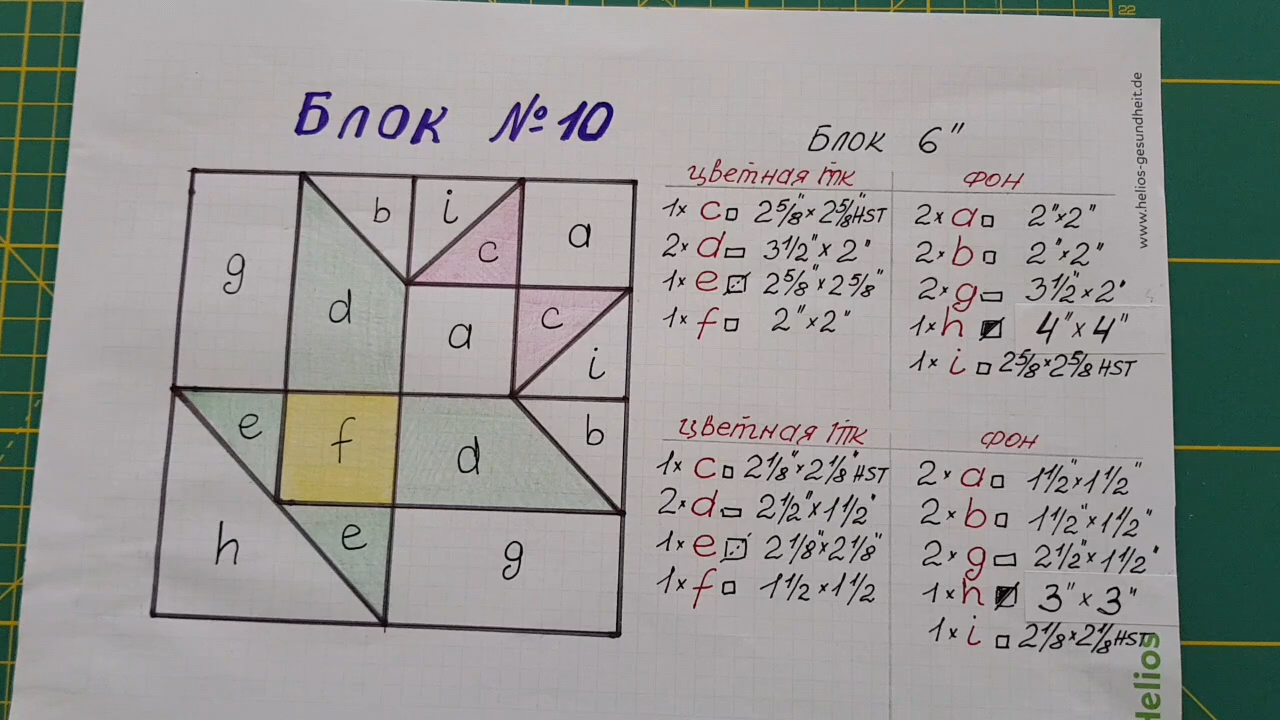 22
Блок №10
Блок 6"
www.helios-gesundheit.de
цветная тк фон
1× c 2 5/8"×2 5/8" HST 2× a 2"×2"
2× d 3 1/2"×2" 2× b 2"×2"
1× e 2 5/8"×2 5/8" 2× g 3 1/2×2"
1× f 2"×2" 1× h 4"×4"
1× i 2 5/8×2 5/8 HST
цветная тк фон
1× c 2 1/8"×2 1/8" HST 2× a 1 1/2"×1 1/2"
2× d 2 1/2"×1 1/2" 2× b 1 1/2"×1 1/2"
1× e 2 1/8"×2 1/8" 2× g 2 1/2"×1 1/2"
1× f 1 1/2×1 1/2 1× h 3"×3"
1× i 2 1/8×2 1/8 HST
g d b i c a
a c i
e f d b
h e g
elios